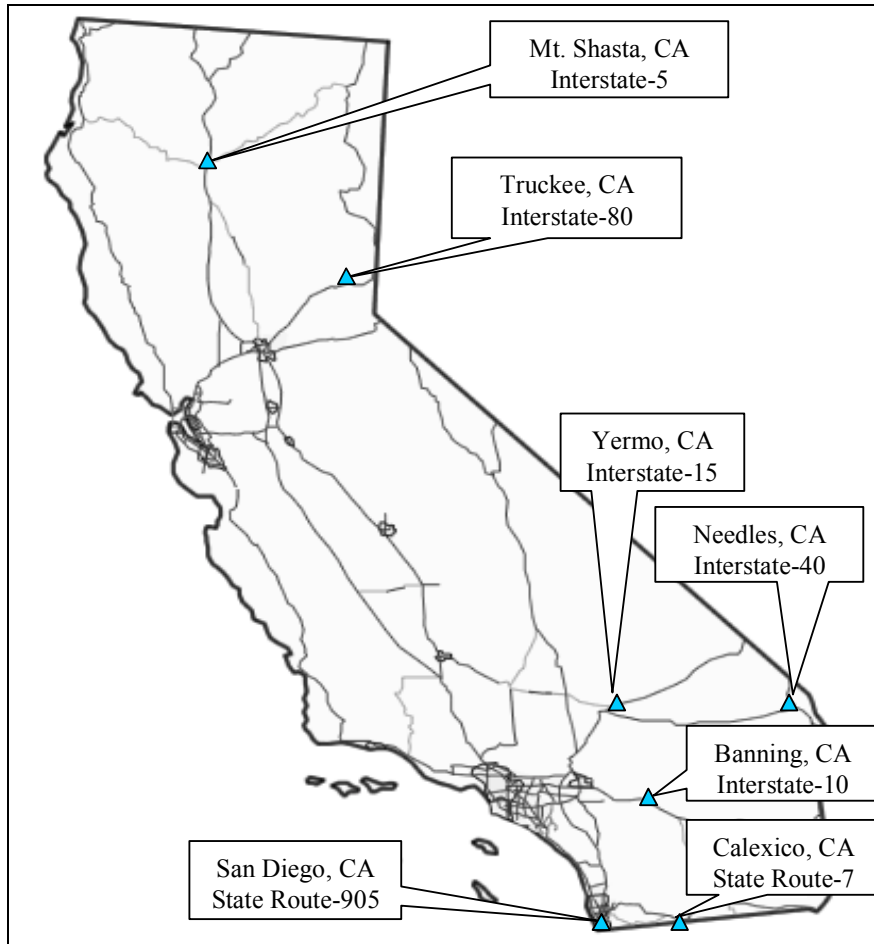 Mt. Shasta, CA
Interstate-5
Truckee, CA
Interstate-80
Yermo, CA
Interstate-15
Needles, CA
Interstate-40
Banning, CA
Interstate-10
San Diego, CA
State Route-905
Calexico, CA
State Route-7